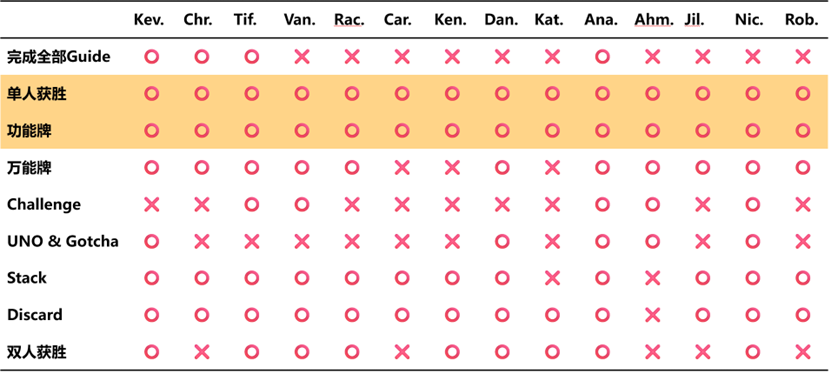 Kev. Chr. Tif. Van. Rac. Car. Ken. Dan. Kat. Ana. Ahm. Jil. Nic. Rob.
完成全部Guide ○ ○ ○ × × × × × × ○ × × × ×
单人获胜 ○ ○ ○ ○ ○ ○ ○ ○ ○ ○ ○ ○ ○ ○
功能牌 ○ ○ ○ ○ ○ ○ ○ ○ ○ ○ ○ ○ ○ ○
万能牌 ○ ○ ○ ○ ○ × × ○ × ○ ○ ○ ○ ○
Challenge × × ○ ○ × × × × × ○ ○ × ○ ×
UNO & Gotcha ○ × × × × × × ○ × ○ ○ × ○ ×
Stack ○ ○ ○ ○ ○ ○ ○ ○ × ○ × ○ ○ ○
Discard ○ ○ ○ ○ ○ ○ ○ ○ ○ ○ × ○ ○ ○
双人获胜 ○ × ○ ○ ○ × ○ ○ ○ ○ × × ○ ×